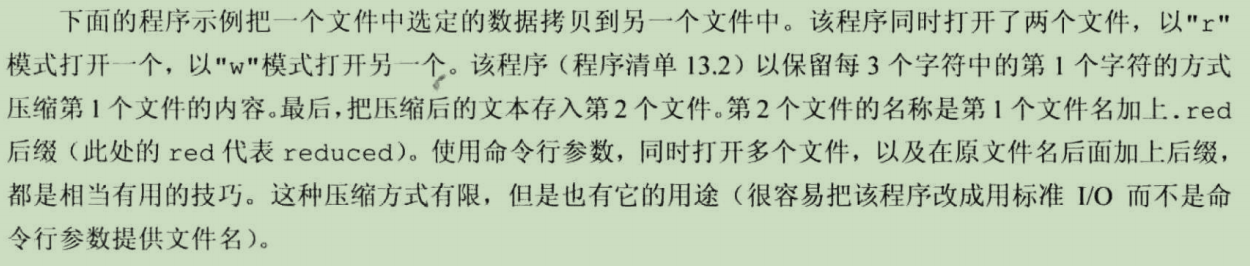 下面的程序示例把一个文件中选定的数据拷贝到另一个文件中。该程序同时打开了两个文件，以"r"
模式打开一个，以"w"模式打开另一个。该程序（程序清单 13.2）以保留每 3 个字符中的第 1 个字符的方式
压缩第 1 个文件的内容。最后，把压缩后的文本存入第 2 个文件。第 2 个文件的名称是第 1 个文件名加上.red
后缀（此处的 red 代表 reduced）。使用命令行参数，同时打开多个文件，以及在原文件名后面加上后缀，
都是相当有用的技巧。这种压缩方式有限，但是也有它的用途（很容易把该程序改成用标准 I/O 而不是命
令行参数提供文件名）。